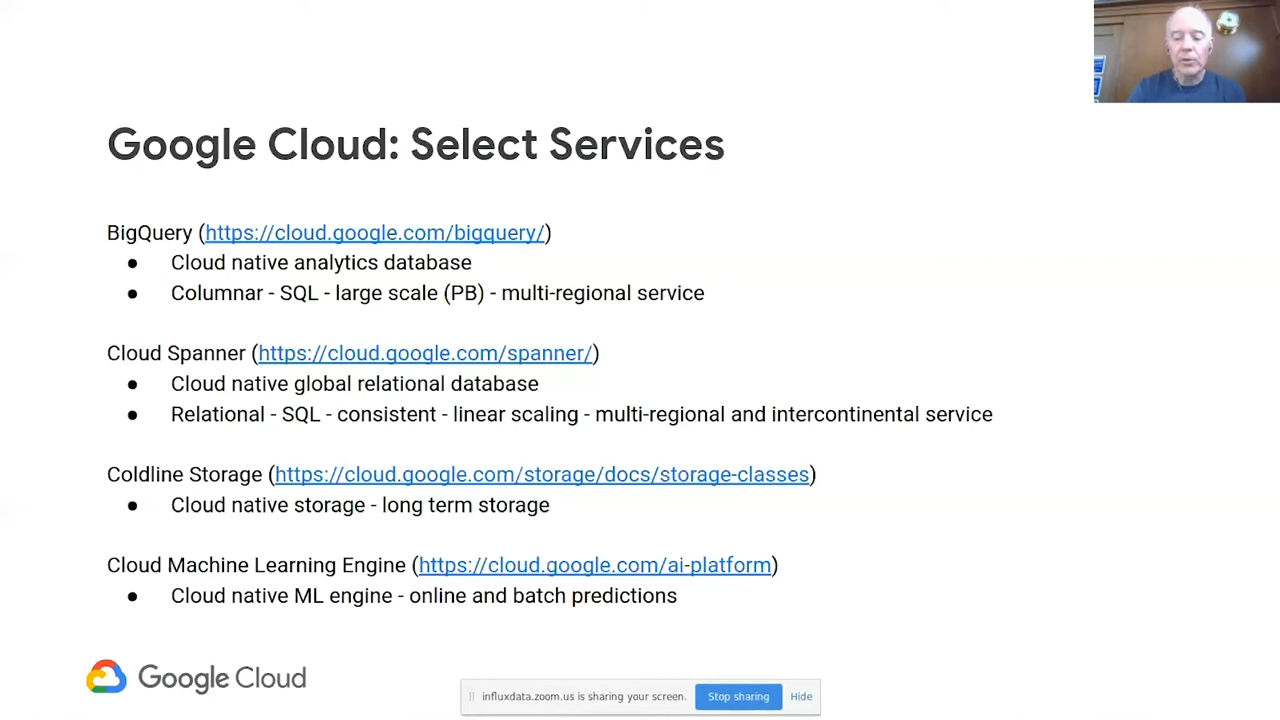 Google Cloud: Select Services
BigQuery (https://cloud.google.com/bigquery/)
● Cloud native analytics database
● Columnar - SQL - large scale (PB) - multi-regional service
Cloud Spanner (https://cloud.google.com/spanner/)
● Cloud native global relational database
● Relational - SQL - consistent - linear scaling - multi-regional and intercontinental service
Coldline Storage (https://cloud.google.com/storage/docs/storage-classes)
● Cloud native storage - long term storage
Cloud Machine Learning Engine (https://cloud.google.com/ai-platform)
● Cloud native ML engine - online and batch predictions
Google Cloud
influxdata.zoom.us is sharing your screen. Stop sharing Hide